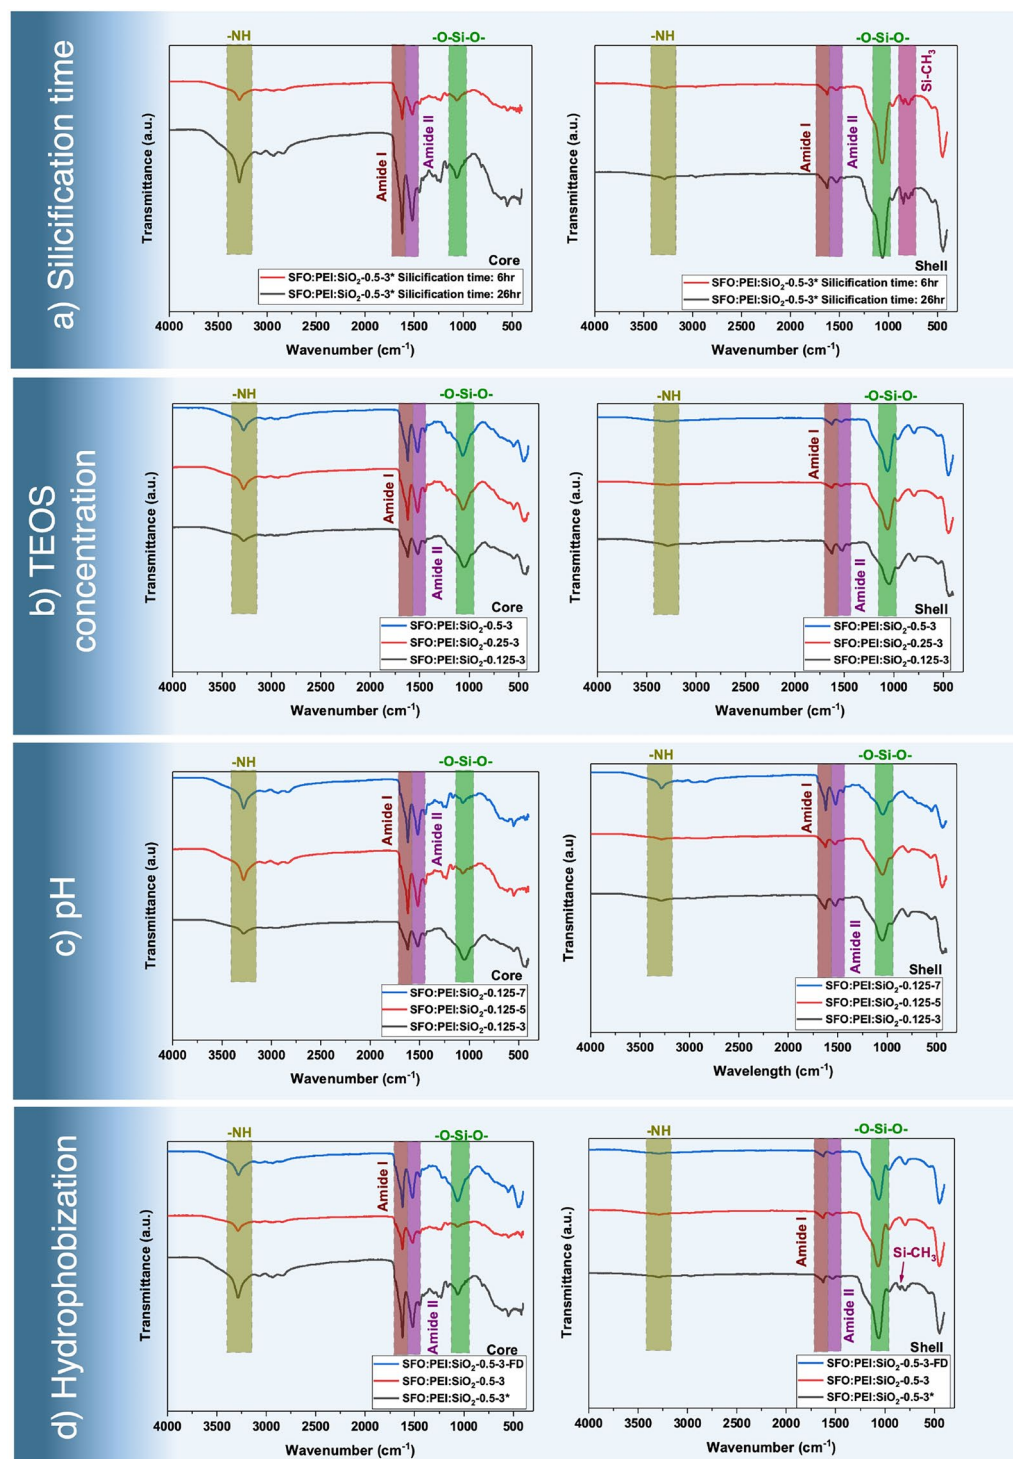 a) Silicification time
-NH
-O-Si-O-
Transmittance (a.u.)
Amide I
Amide II
Core
SFO:PEI:SiO₂-0.5-3* Silicification time: 6hr
SFO:PEI:SiO₂-0.5-3* Silicification time: 26hr
4000 3500 3000 2500 2000 1500 1000 500
Wavenumber (cm⁻¹)
-NH
-O-Si-O-
Si-CH₃
Transmittance (a.u.)
Amide I
Amide II
Shell
SFO:PEI:SiO₂-0.5-3* Silicification time: 6hr
SFO:PEI:SiO₂-0.5-3* Silicification time: 26hr
4000 3500 3000 2500 2000 1500 1000 500
Wavenumber (cm⁻¹)
b) TEOS
concentration
-NH
-O-Si-O-
Transmittance (a.u.)
Amide I
Amide II
Core
SFO:PEI:SiO₂-0.5-3
SFO:PEI:SiO₂-0.25-3
SFO:PEI:SiO₂-0.125-3
4000 3500 3000 2500 2000 1500 1000 500
Wavenumber (cm⁻¹)
-NH
-O-Si-O-
Transmittance (a.u.)
Amide I
Amide II
Shell
SFO:PEI:SiO₂-0.5-3
SFO:PEI:SiO₂-0.25-3
SFO:PEI:SiO₂-0.125-3
4000 3500 3000 2500 2000 1500 1000 500
Wavenumber (cm⁻¹)
c) pH
-NH
-O-Si-O-
Transmittance (a.u)
Amide I
Amide II
Core
SFO:PEI:SiO₂-0.125-7
SFO:PEI:SiO₂-0.125-5
SFO:PEI:SiO₂-0.125-3
4000 3500 3000 2500 2000 1500 1000 500
Wavenumber (cm⁻¹)
-NH
-O-Si-O-
Transmittance (a.u)
Amide I
Amide II
Shell
SFO:PEI:SiO₂-0.125-7
SFO:PEI:SiO₂-0.125-5
SFO:PEI:SiO₂-0.125-3
4000 3500 3000 2500 2000 1500 1000 500
Wavelength (cm⁻¹)
d) Hydrophobization
-NH
-O-Si-O-
Transmittance (a.u.)
Amide I
Amide II
Core
SFO:PEI:SiO₂-0.5-3-FD
SFO:PEI:SiO₂-0.5-3
SFO:PEI:SiO₂-0.5-3*
4000 3500 3000 2500 2000 1500 1000 500
Wavenumber (cm⁻¹)
-NH
-O-Si-O-
Transmittance (a.u.)
Amide I
Si-CH₃
Amide II
Shell
SFO:PEI:SiO₂-0.5-3-FD
SFO:PEI:SiO₂-0.5-3
SFO:PEI:SiO₂-0.5-3*
4000 3500 3000 2500 2000 1500 1000 500
Wavenumber (cm⁻¹)